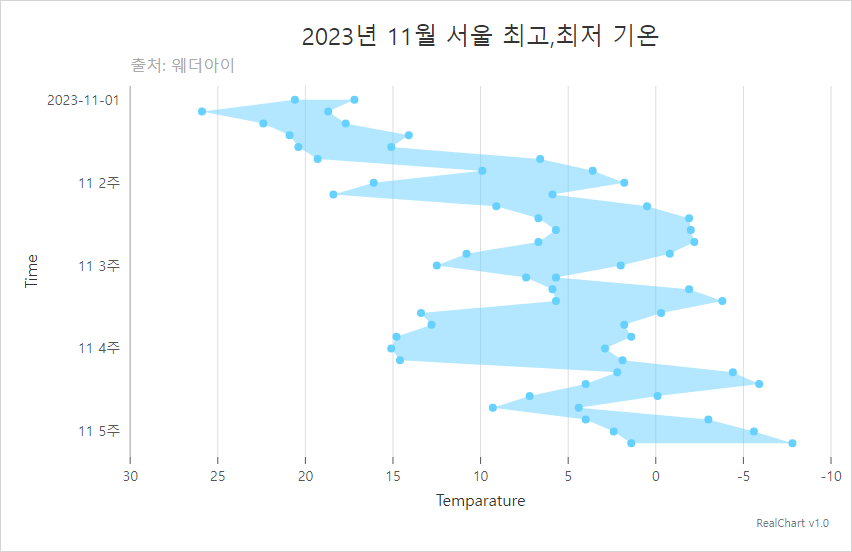 2023년 11월 서울 최고,최저 기온
출처: 웨더아이
2023-11-01
11 2주
11 3주
11 4주
11 5주
Time
30 25 20 15 10 5 0 -5 -10
Temparature
RealChart v1.0